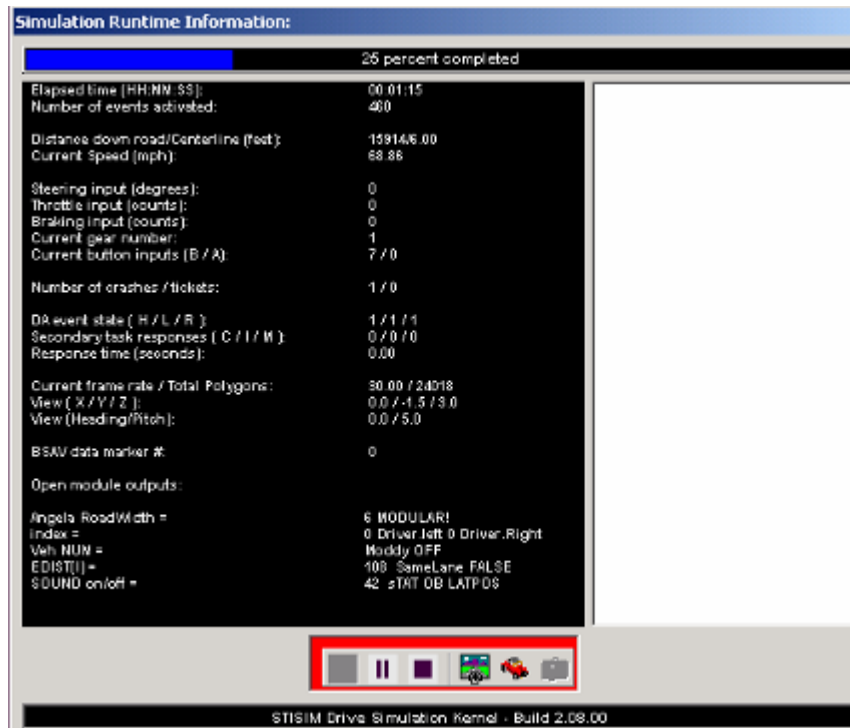 Simulation Runtime Information:
25 percent completed
Elapsed time (HH:MM:SS): 00:01:15
Number of events activated: 460
Distance down road/Centerline (feet): 15914/6.00
Current Speed (mph): 68.86
Steering input (degrees): 0
Throttle input (counts): 0
Braking input (counts): 0
Current gear number: 1
Current button inputs (B / A): 7 / 0
Number of crashes / tickets: 1 / 0
DA event state ( H / L / R ): 1 / 1 / 1
Secondary task responses ( C / I / M ): 0 / 0 / 0
Response time (seconds): 0.00
Current frame rate / Total Polygons: 30.00 / 24018
View ( X / Y / Z ): 0.0 / -1.5 / 3.0
View (Heading/Pitch): 0.0 / 5.0
BSAV data marker #: 0
Open module outputs:
Angela RoadWidth = 6 MODULAR!
index = 0 Driver.left 0 Driver.Right
Veh NUM = Moddy OFF
EDIST(I) = 108 SameLane FALSE
SOUND on/off = 42 sTAT OB LATPOS
STISIM Drive Simulation Kernel - Build 2.08.00